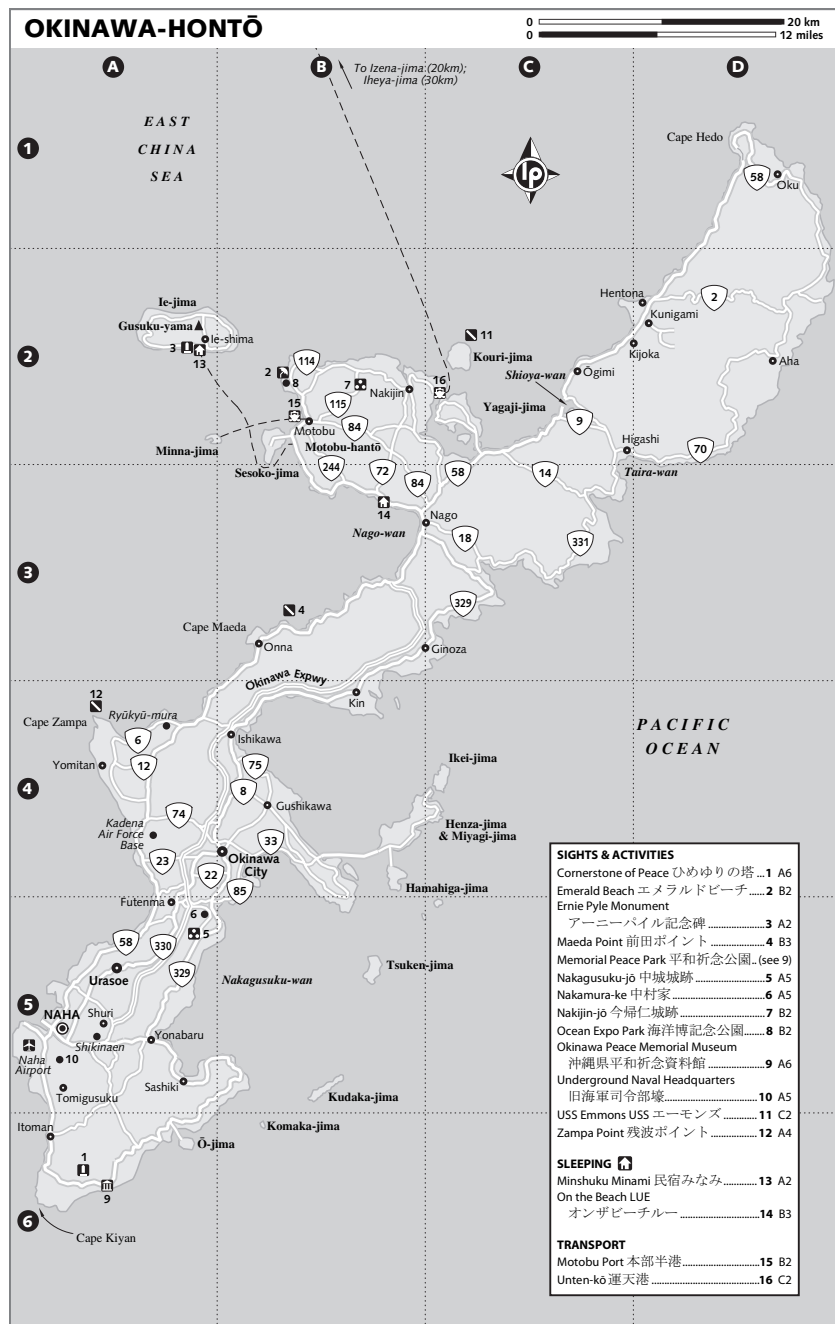 OKINAWA-HONTŌ
0 20 km
0 12 miles
A
B
C
D
To Izena-jima (20km);
Iheya-jima (30km)
EAST
CHINA
SEA
1
lp
Cape Hedo
58
Oku
Ie-jima
Gusuku-yama
Ie-shima
3
13
2
Hentona
2
Kunigami
Kijoka
Aha
11
Kouri-jima
Shioya-wan
Ōgimi
2
8
114
7
115
Nakijin
16
Yagaji-jima
15
Motobu
84
Motobu-hantō
9
Higashi
70
Minna-jima
Sesoko-jima
244
72
84
58
14
Taira-wan
14
Nago-wan
Nago
18
331
3
4
Cape Maeda
Onna
329
Ginoza
Okinawa Expwy
Kin
12
Cape Zampa
Ryūkyū-mura
6
Yomitan
12
Ishikawa
75
Ikei-jima
PACIFIC
OCEAN
4
8
74
Gushikawa
Kadena
Air Force
Base
Henza-jima
& Miyagi-jima
33
23
Okinawa
City
22
85
Hamahiga-jima
Futenma
6
5
58
330
329
Nakagusuku-wan
Tsuken-jima
Urasoe
5
NAHA
Shuri
Shikinaen
Yonabaru
Naha
Airport
10
Tomigusuku
Sashiki
Kudaka-jima
Komaka-jima
Itoman
Ō-jima
1
9
6
Cape Kiyan
SIGHTS & ACTIVITIES
Cornerstone of Peace ひめゆりの塔 ...1 A6
Emerald Beach エメラルドビーチ......2 B2
Ernie Pyle Monument
アーニーパイル記念碑 ....................3 A2
Maeda Point 前田ポイント ................4 B3
Memorial Peace Park 平和祈念公園..(see 9)
Nakagusuku-jō 中城城跡 ...................5 A5
Nakamura-ke 中村家 ........................6 A5
Nakijin-jō 今帰仁城跡 .......................7 B2
Ocean Expo Park 海洋博記念公園....8 B2
Okinawa Peace Memorial Museum
沖縄県平和祈念資料館 ..................9 A6
Underground Naval Headquarters
旧海軍司令部壕..........................10 A5
USS Emmons USS エーモンズ ........11 C2
Zampa Point 残波ポイント .............12 A4
SLEEPING
Minshuku Minami 民宿みなみ.............13 A2
On the Beach LUE
オンザビーチルー.......................14 B3
TRANSPORT
Motobu Port 本部半港......................15 B2
Unten-kō 運天港..............................16 C2